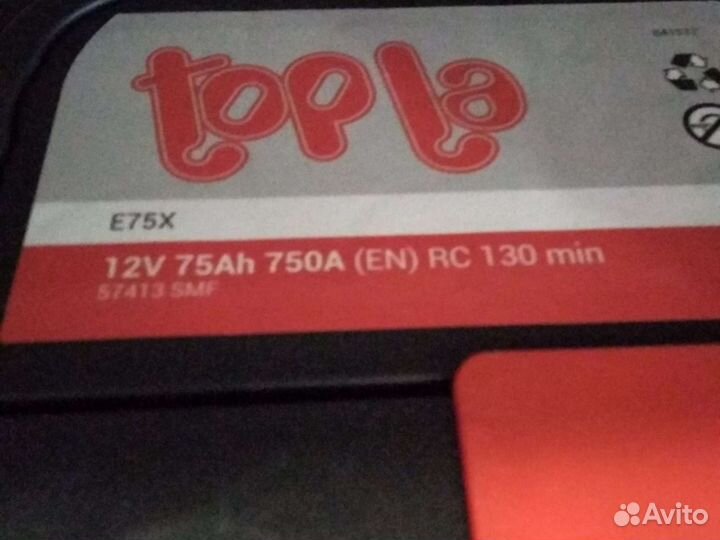 topla
E75X
12V 75Ah 750A (EN) RC 130 min
57413 SMF
Avito